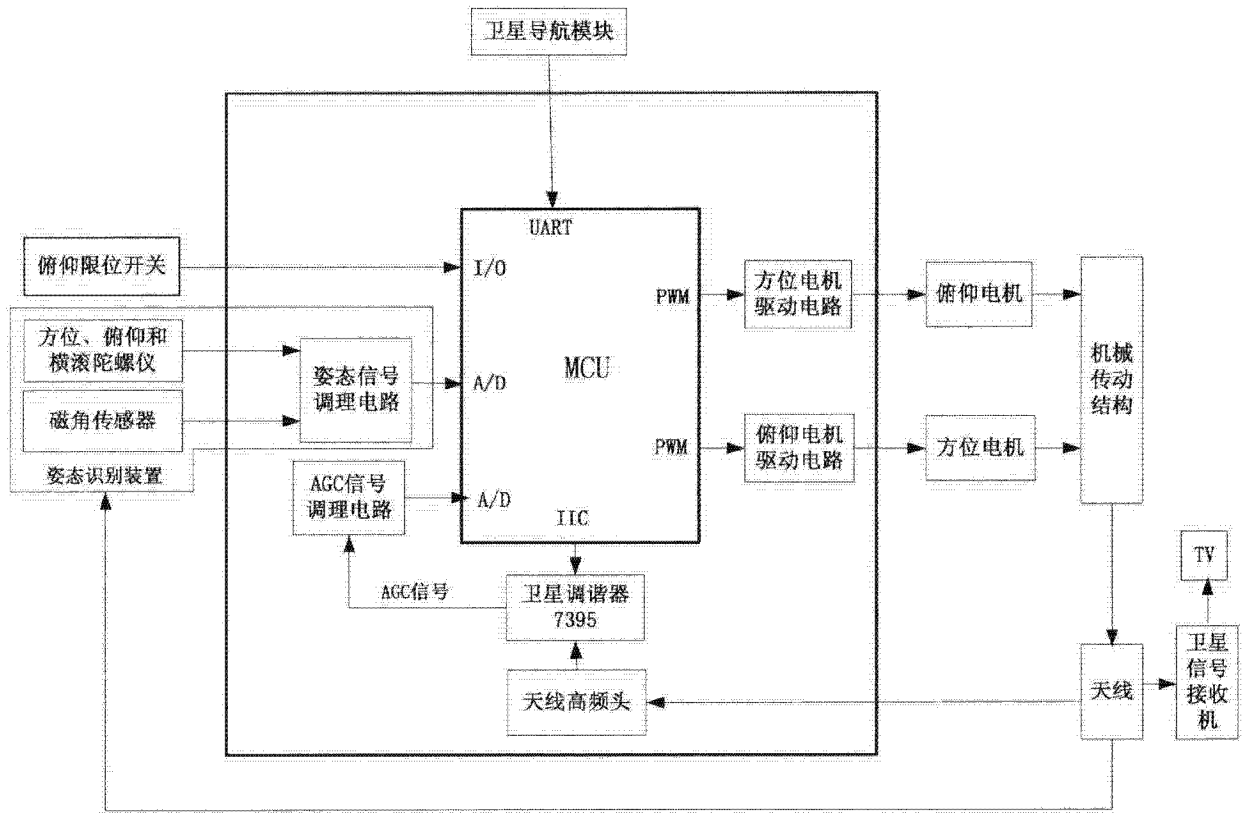 卫星导航模块
UART
俯仰限位开关
I/O
方位、俯仰和
横滚陀螺仪
姿态信号
调理电路
A/D
磁角传感器
姿态识别装置
AGC信号
调理电路
A/D
MCU
IIC
PWM
方位电机
驱动电路
俯仰电机
PWM
俯仰电机
驱动电路
方位电机
机械
传动
结构
AGC信号
卫星调谐器
7395
天线高频头
天线
TV
卫星
信号
接收
机